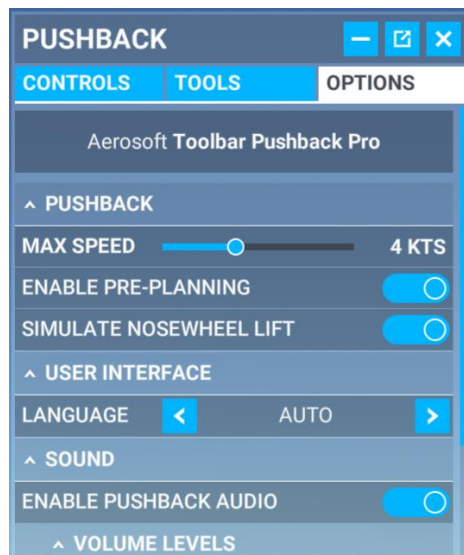 PUSHBACK
CONTROLS TOOLS OPTIONS
Aerosoft Toolbar Pushback Pro
PUSHBACK
MAX SPEED 4 KTS
ENABLE PRE-PLANNING
SIMULATE NOSEWHEEL LIFT
USER INTERFACE
LANGUAGE < AUTO >
SOUND
ENABLE PUSHBACK AUDIO
VOLUME LEVELS